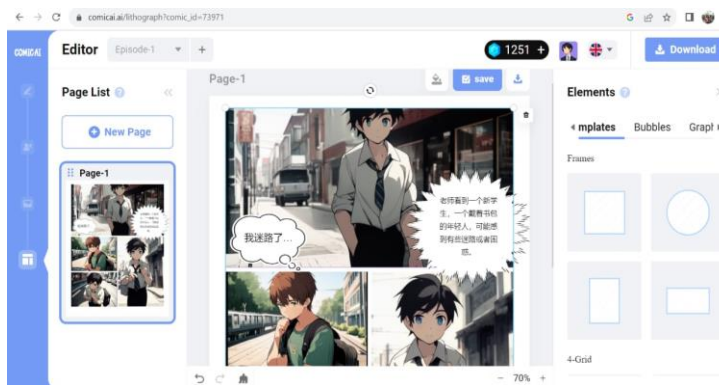 comicai.ai/lithograph?comic_id=73971
COMICAI
Editor
Episode-1
1251 +
Download
Page List
New Page
Page-1
Page-1
save
Elements
mplates
Bubbles
Graph
Frames
4-Grid
我迷路了...
老师看到一个新学
生，一个戴着书包
的年轻人，可能感
到有些迷路或者困
惑。
70%